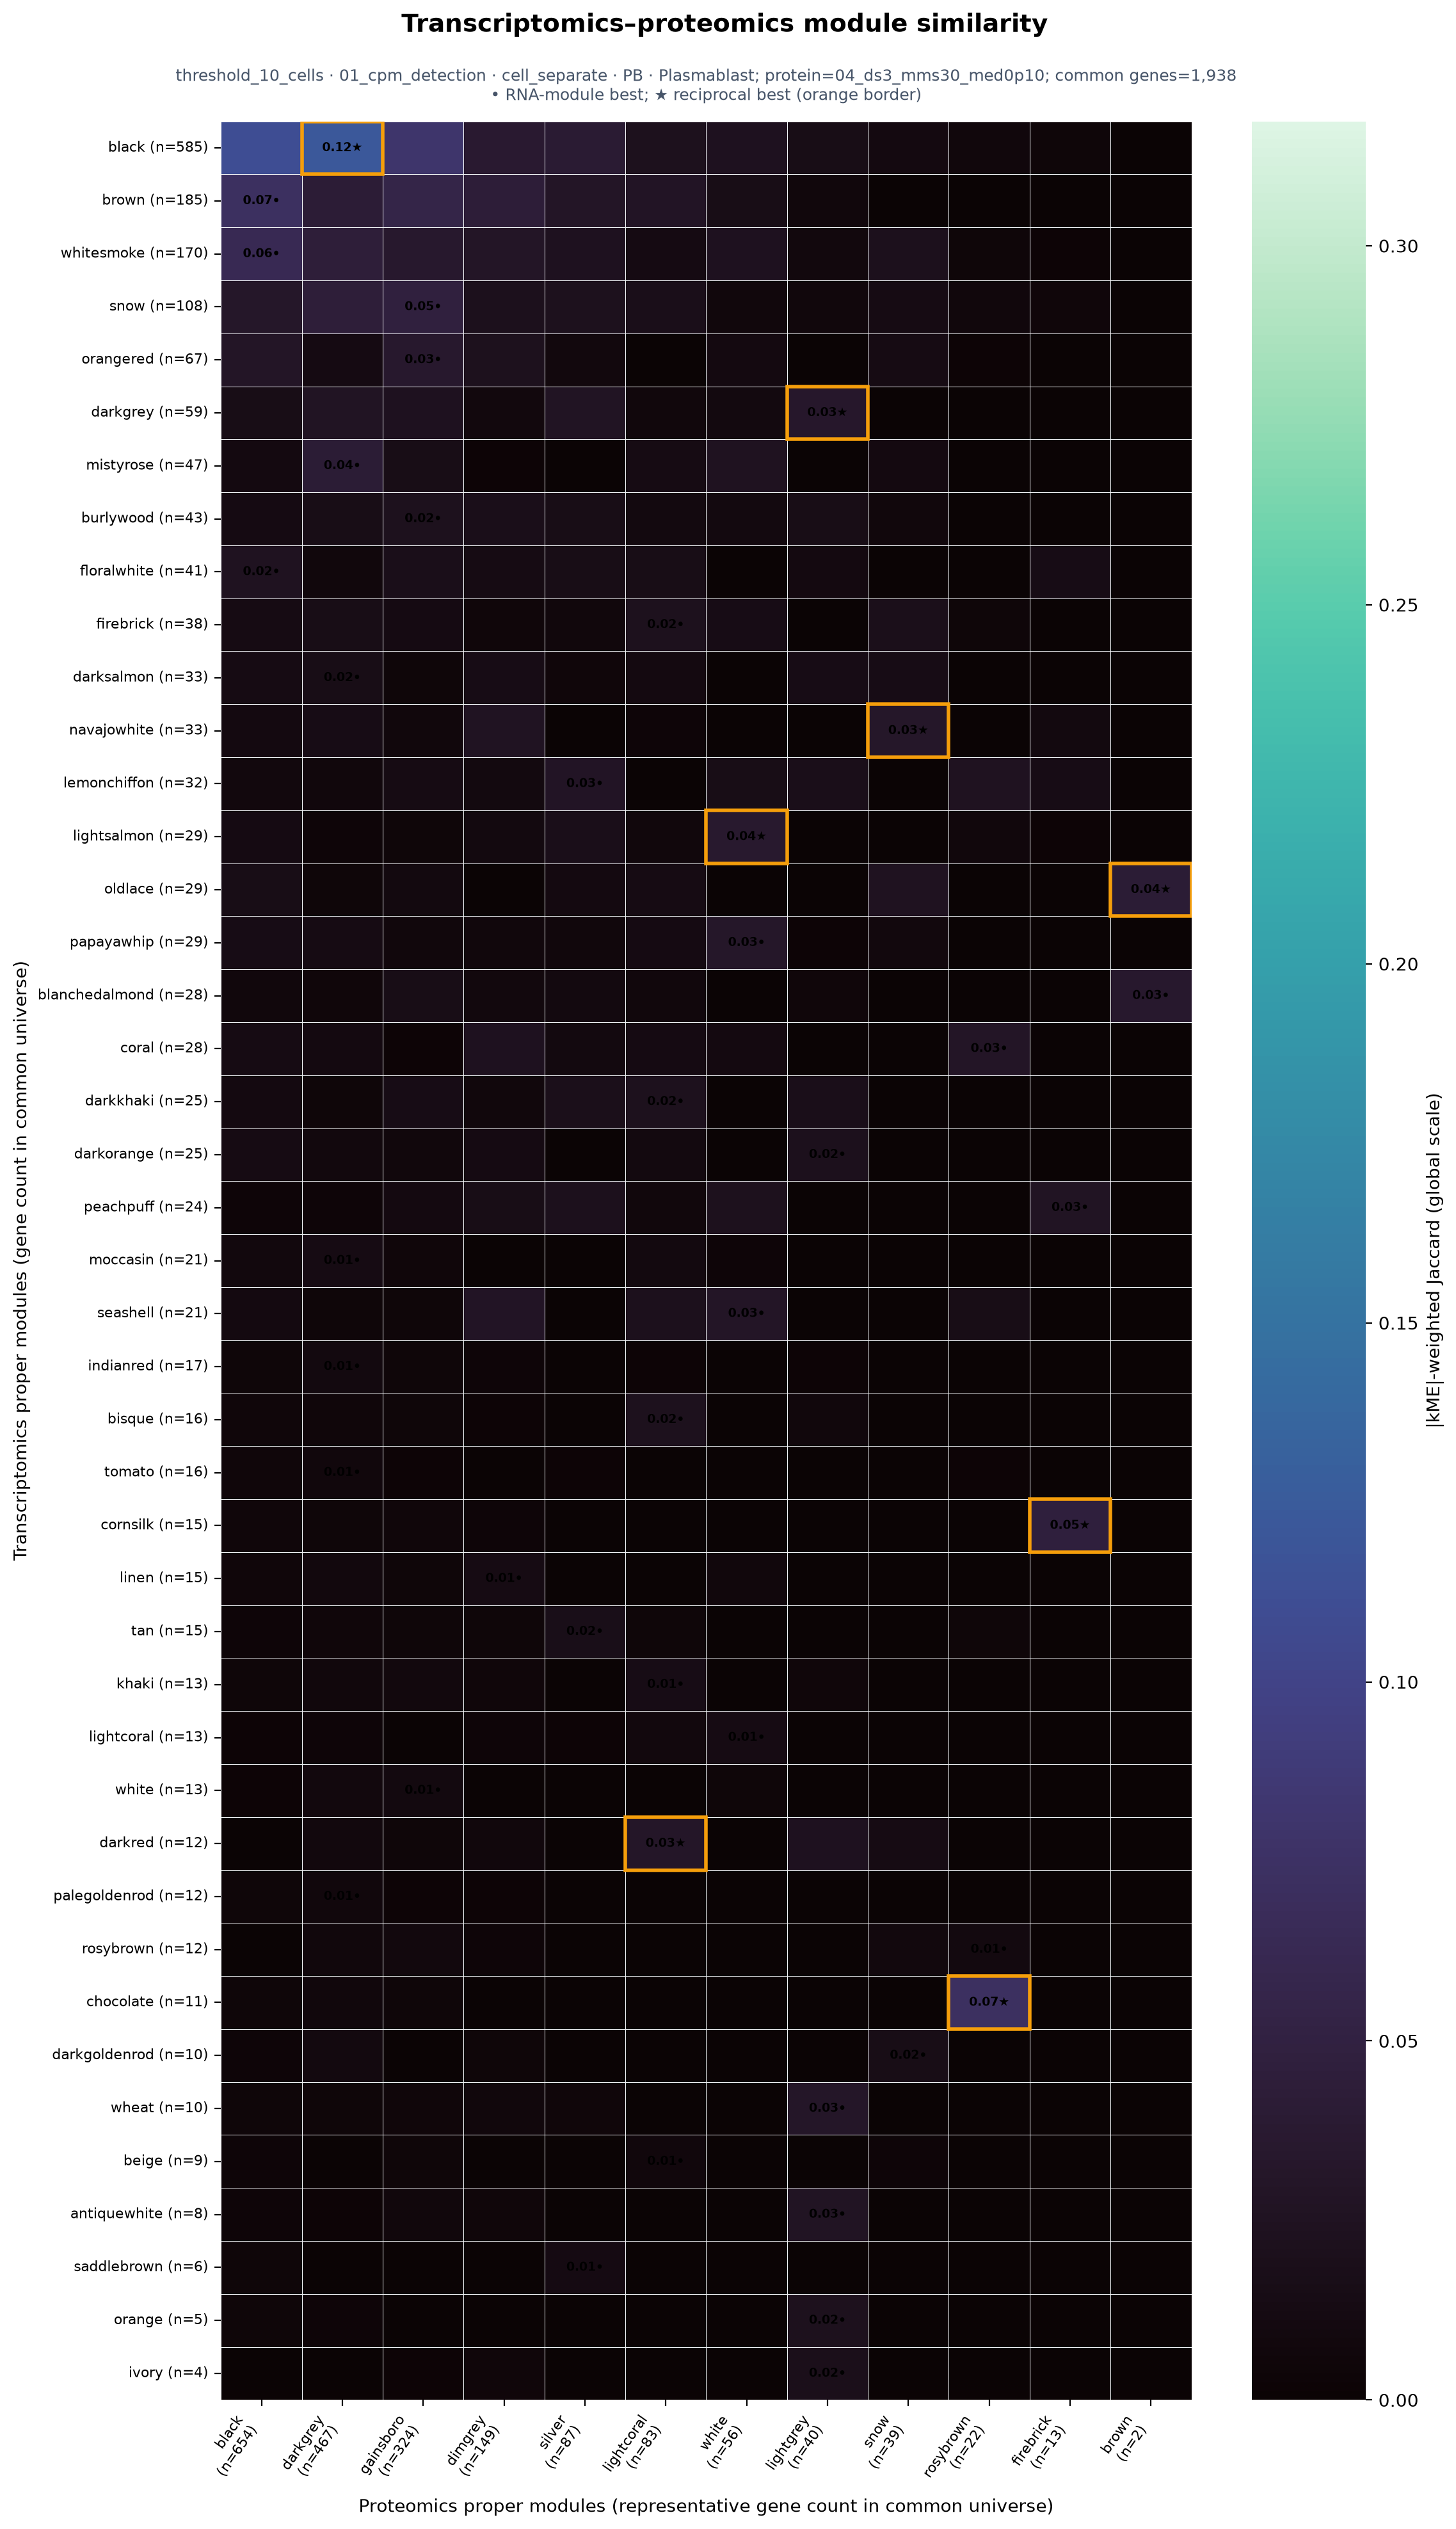 Transcriptomics–proteomics module similarity
threshold_10_cells · 01_cpm_detection · cell_separate · PB · Plasmablast; protein=04_ds3_mms30_med0p10; common genes=1,938
• RNA-module best; ★ reciprocal best (orange border)
Transcriptomics proper modules (gene count in common universe)
black (n=585) 0.12★
brown (n=185) 0.07•
whitesmoke (n=170) 0.06•
snow (n=108) 0.05•
orangered (n=67) 0.03•
darkgrey (n=59) 0.03★
mistyrose (n=47) 0.04•
burlywood (n=43) 0.02•
floralwhite (n=41) 0.02•
firebrick (n=38) 0.02•
darksalmon (n=33) 0.02•
navajowhite (n=33) 0.03★
lemonchiffon (n=32) 0.03•
lightsalmon (n=29) 0.04★
oldlace (n=29) 0.04★
papayawhip (n=29) 0.03•
blanchedalmond (n=28) 0.03•
coral (n=28) 0.03•
darkkhaki (n=25) 0.02•
darkorange (n=25) 0.02•
peachpuff (n=24) 0.03•
moccasin (n=21) 0.01•
seashell (n=21) 0.03•
indianred (n=17) 0.01•
bisque (n=16) 0.02•
tomato (n=16) 0.01•
cornsilk (n=15) 0.05★
linen (n=15) 0.01•
tan (n=15) 0.02•
khaki (n=13) 0.01•
lightcoral (n=13) 0.01•
white (n=13) 0.01•
darkred (n=12) 0.03★
palegoldenrod (n=12) 0.01•
rosybrown (n=12) 0.01•
chocolate (n=11) 0.07★
darkgoldenrod (n=10) 0.02•
wheat (n=10) 0.03•
beige (n=9) 0.01•
antiquewhite (n=8) 0.03•
saddlebrown (n=6) 0.01•
orange (n=5) 0.02•
ivory (n=4) 0.02•
black
(n=654)
darkgrey
(n=467)
gainsboro
(n=324)
dimgrey
(n=149)
silver
(n=87)
lightcoral
(n=83)
white
(n=56)
lightgrey
(n=40)
snow
(n=39)
rosybrown
(n=22)
firebrick
(n=13)
brown
(n=2)
Proteomics proper modules (representative gene count in common universe)
0.30
0.25
0.20
0.15
0.10
0.05
0.00
|kME|-weighted Jaccard (global scale)